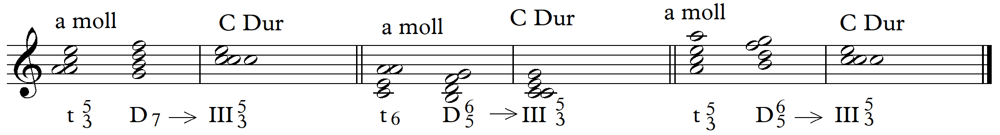 a moll C Dur a moll C Dur a moll C Dur
t 5 3 D 7 → III 5 3 t 6 D 6 5 → III 5 3 t 5 3 D 6 5 → III 5 3